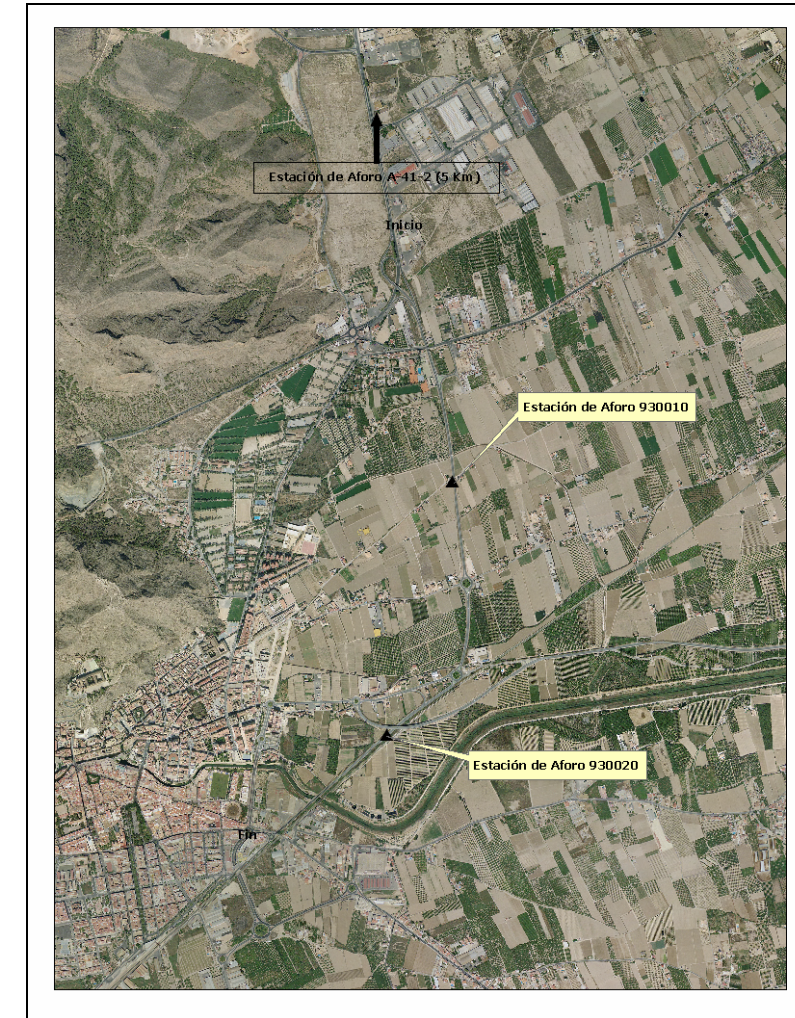 Estación de Aforo A-41-2 (5 Km)
Inicio
Estación de Aforo 930010
Estación de Aforo 930020
Fin